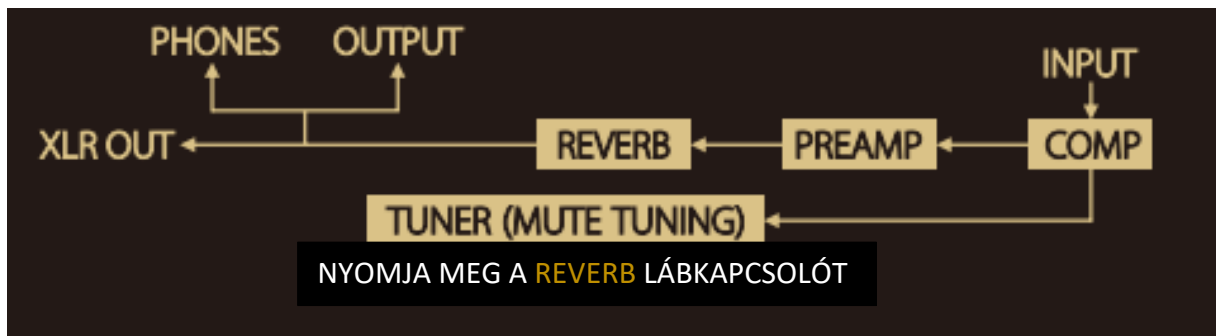 PHONES OUTPUT
INPUT
XLR OUT REVERB PREAMP COMP
TUNER (MUTE TUNING)
NYOMJA MEG A REVERB LÁBKAPCSOLÓT